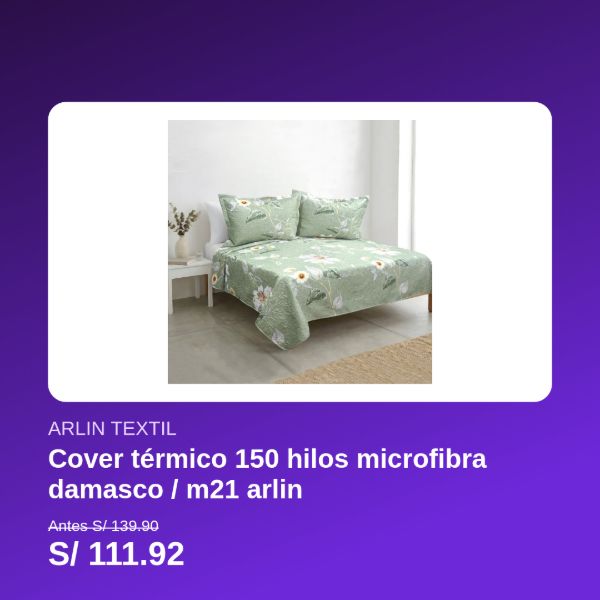 ARLIN TEXTIL
Cover térmico 150 hilos microfibra
damasco / m21 arlin
Antes S/ 139.90
S/ 111.92